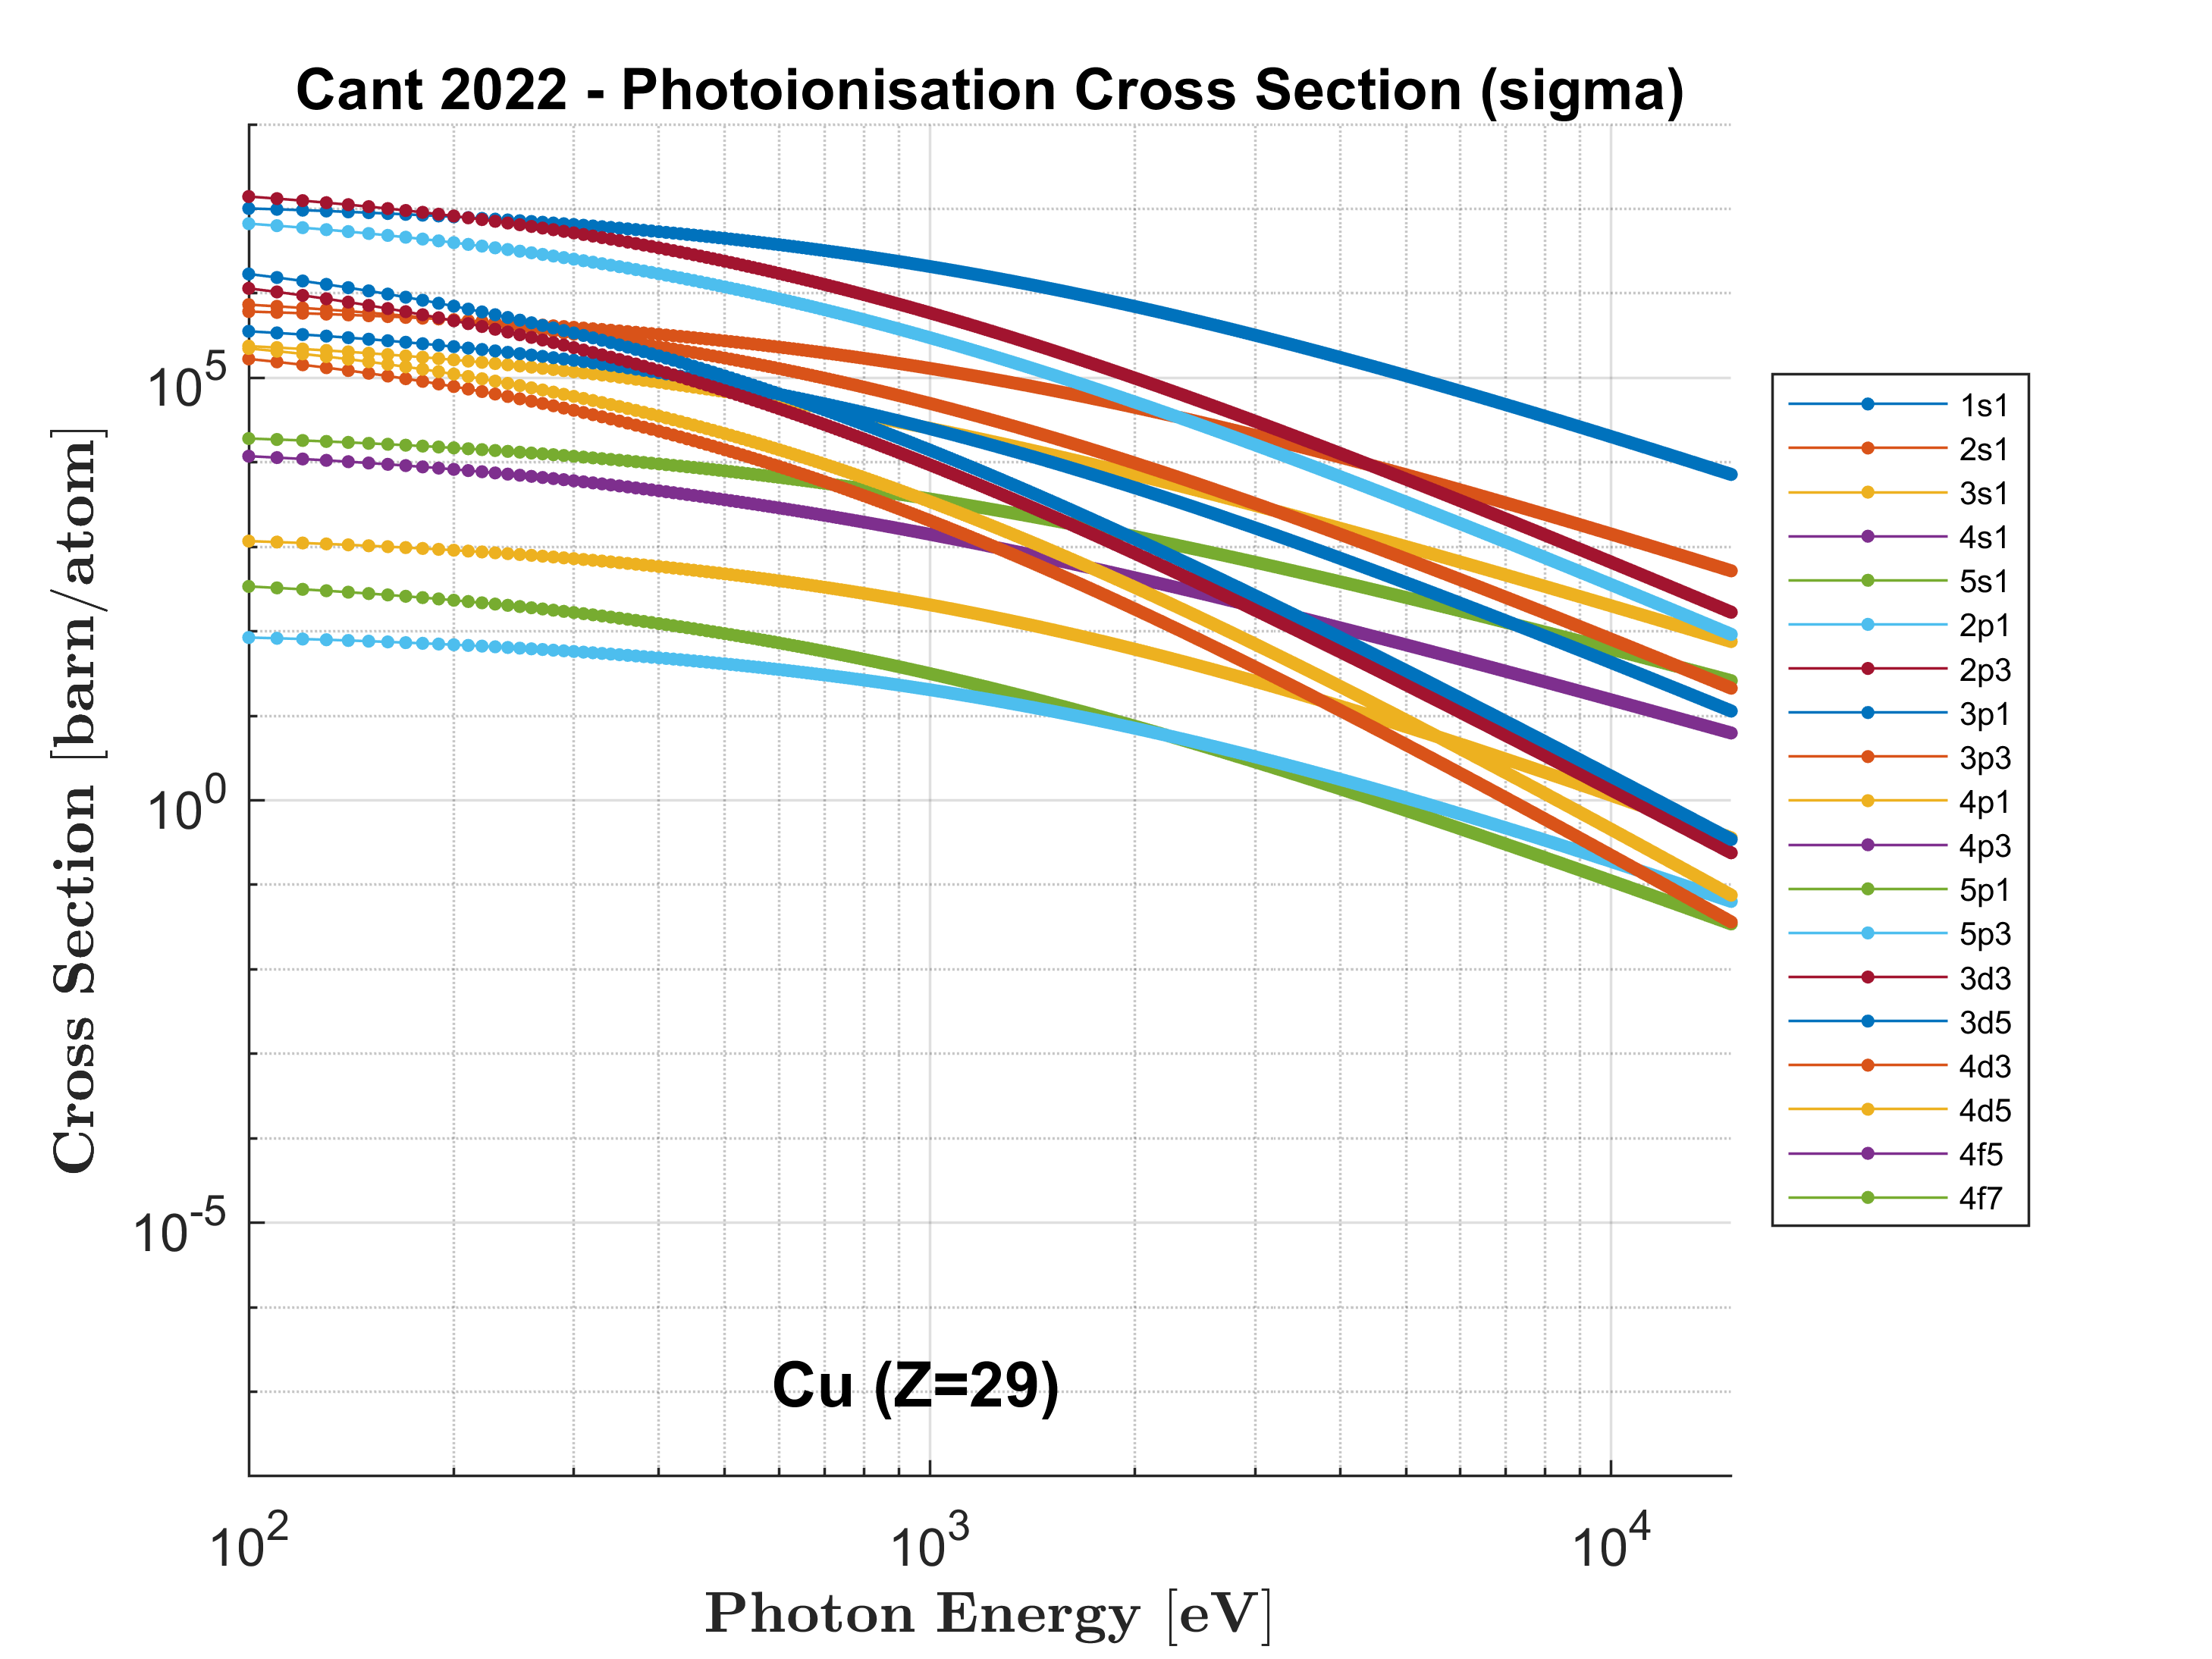 Cant 2022 - Photoionisation Cross Section (sigma)
Cross Section [barn/atom]
10^5
10^0
10^-5
10^2
10^3
10^4
Photon Energy [eV]
Cu (Z=29)
1s1
2s1
3s1
4s1
5s1
2p1
2p3
3p1
3p3
4p1
4p3
5p1
5p3
3d3
3d5
4d3
4d5
4f5
4f7